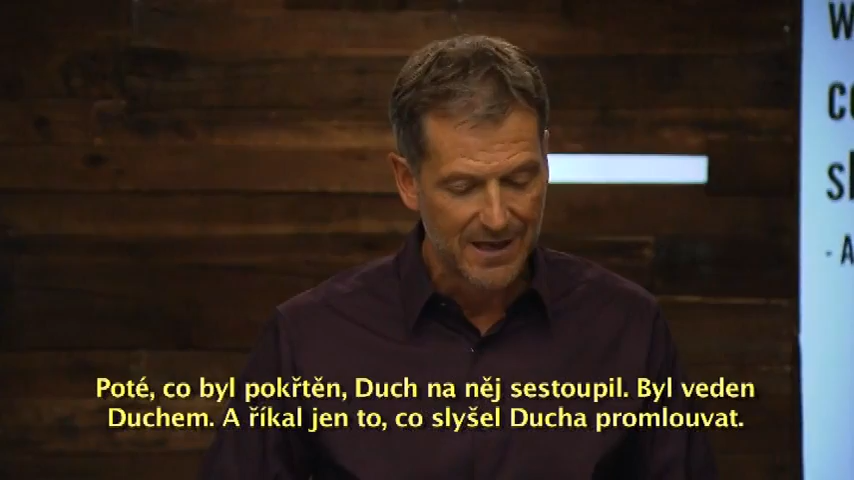 Poté, co byl pokřtěn, Duch na něj sestoupil. Byl veden
Duchem. A říkal jen to, co slyšel Ducha promlouvat.